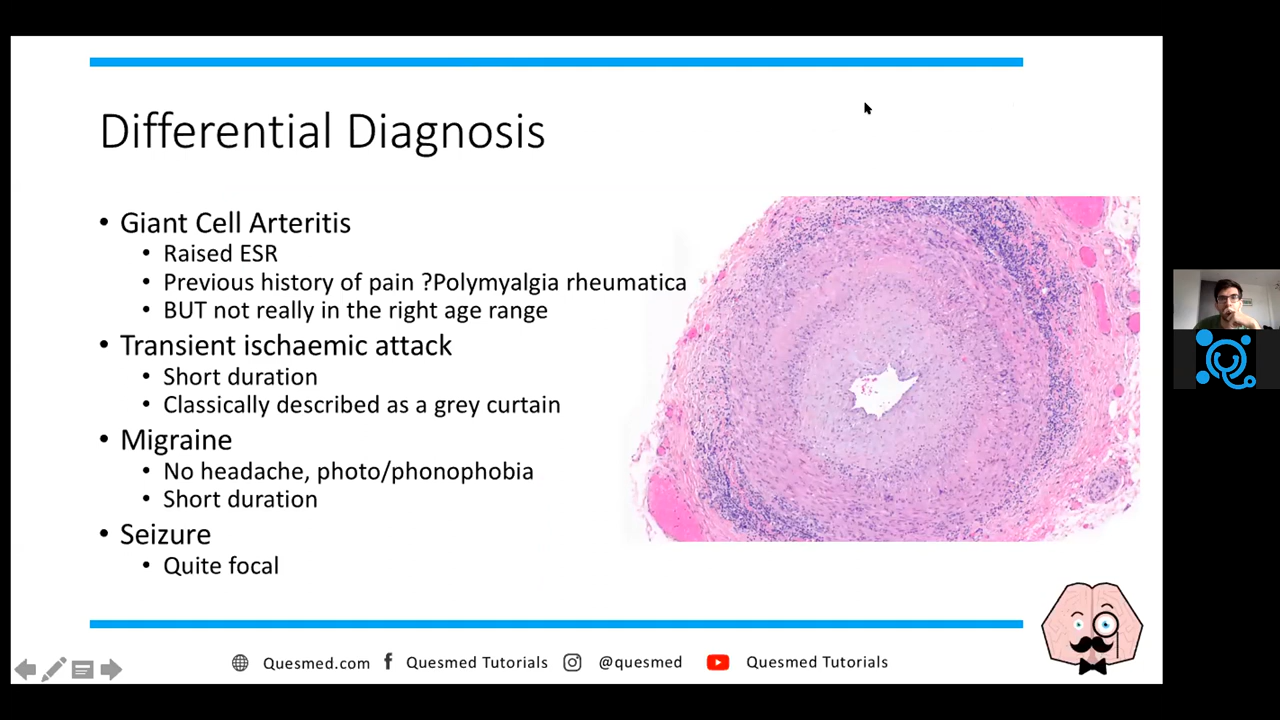 Differential Diagnosis
• Giant Cell Arteritis
• Raised ESR
• Previous history of pain ?Polymyalgia rheumatica
• BUT not really in the right age range
• Transient ischaemic attack
• Short duration
• Classically described as a grey curtain
• Migraine
• No headache, photo/phonophobia
• Short duration
• Seizure
• Quite focal
Quesmed.com Quesmed Tutorials @quesmed Quesmed Tutorials